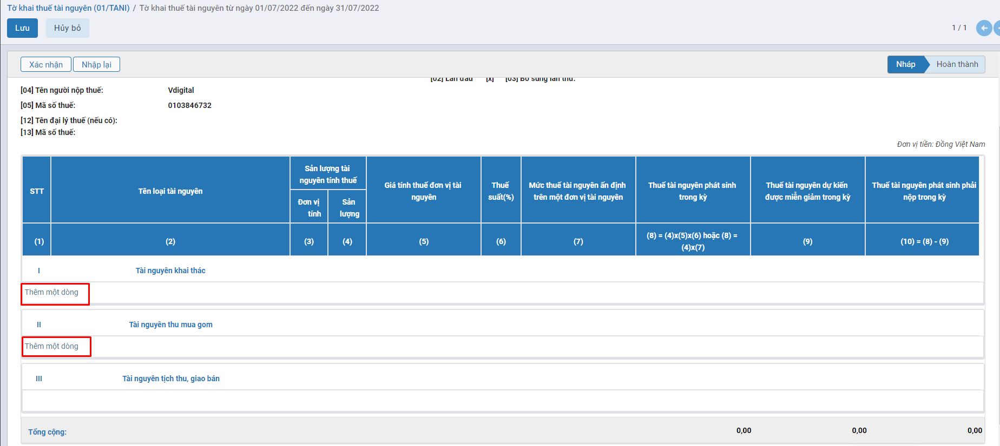 Tờ khai thuế tài nguyên (01/TANI) / Tờ khai thuế tài nguyên từ ngày 01/07/2022 đến ngày 31/07/2022
Lưu Hủy bỏ 1 / 1
Xác nhận Nhập lại Nháp Hoàn thành
[02] Lần đầu [x] [03] Bổ sung lần thứ:
[04] Tên người nộp thuế: Vdigital
[05] Mã số thuế: 0103846732
[12] Tên đại lý thuế (nếu có):
[13] Mã số thuế:
Đơn vị tiền: Đồng Việt Nam
STT
Tên loại tài nguyên
Sản lượng tài
nguyên tính thuế
Đơn vị
tính
Sản
lượng
Giá tính thuế đơn vị tài
nguyên
Thuế
suất(%)
Mức thuế tài nguyên ấn định
trên một đơn vị tài nguyên
Thuế tài nguyên phát sinh
trong kỳ
Thuế tài nguyên dự kiến
được miễn giảm trong kỳ
Thuế tài nguyên phát sinh phải
nộp trong kỳ
(1) (2) (3) (4) (5) (6) (7)
(8) = (4)x(5)x(6) hoặc (8) =
(4)x(7)
(9) (10) = (8) - (9)
I Tài nguyên khai thác
Thêm một dòng
II Tài nguyên thu mua gom
Thêm một dòng
III Tài nguyên tịch thu, giao bán
Tổng cộng: 0,00 0,00 0,00